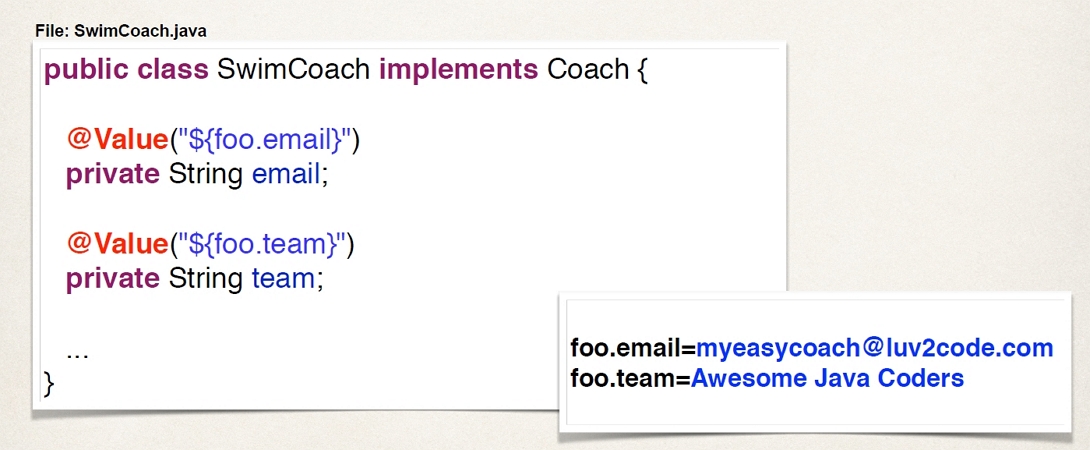 File: SwimCoach.java
public class SwimCoach implements Coach {
@Value("${foo.email}")
private String email;
@Value("${foo.team}")
private String team;
...
}
foo.email=myeasycoach@luv2code.com
foo.team=Awesome Java Coders